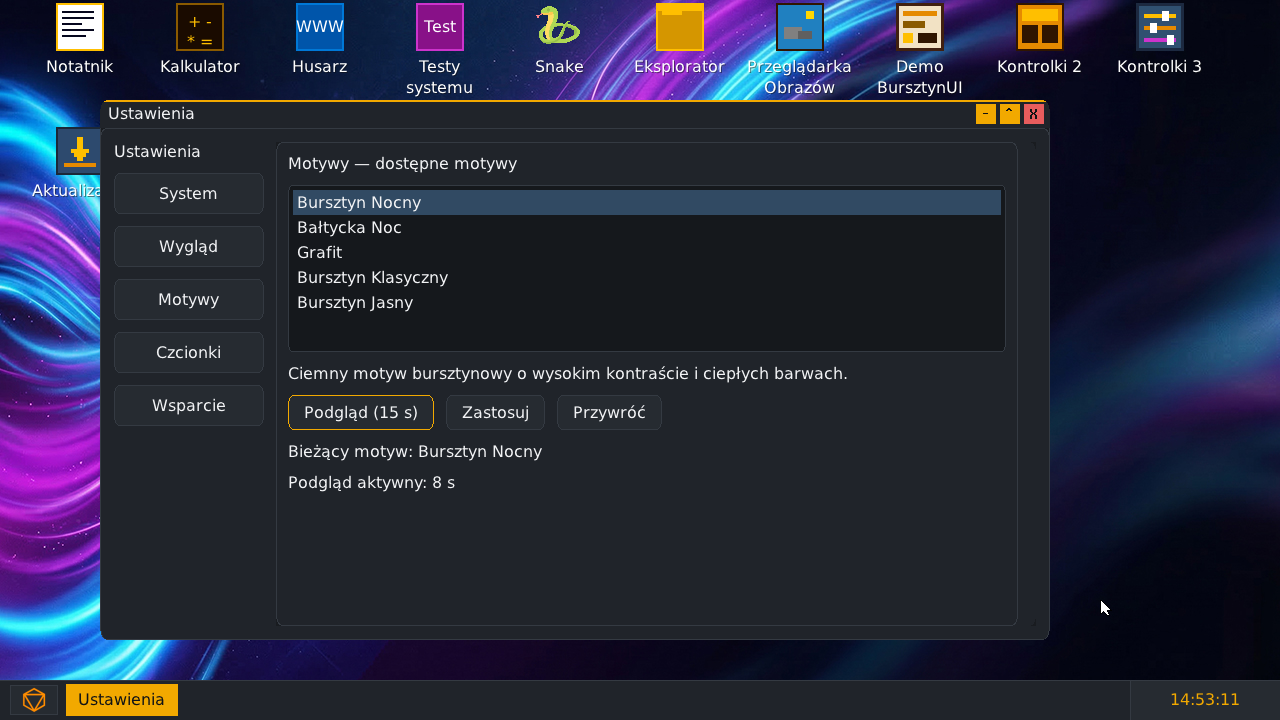 + -
* =
WWW
Test
Notatnik
Kalkulator
Husarz
Testy
systemu
Snake
Eksplorator
Przeglądarka
Obrazów
Demo
BursztynUI
Kontrolki 2
Kontrolki 3
Aktualiza
Ustawienia
- ^ X
Ustawienia
System
Wygląd
Motywy
Czcionki
Wsparcie
Motywy — dostępne motywy
Bursztyn Nocny
Bałtycka Noc
Grafit
Bursztyn Klasyczny
Bursztyn Jasny
Ciemny motyw bursztynowy o wysokim kontraście i ciepłych barwach.
Podgląd (15 s) Zastosuj Przywróć
Bieżący motyw: Bursztyn Nocny
Podgląd aktywny: 8 s
Ustawienia
14:53:11